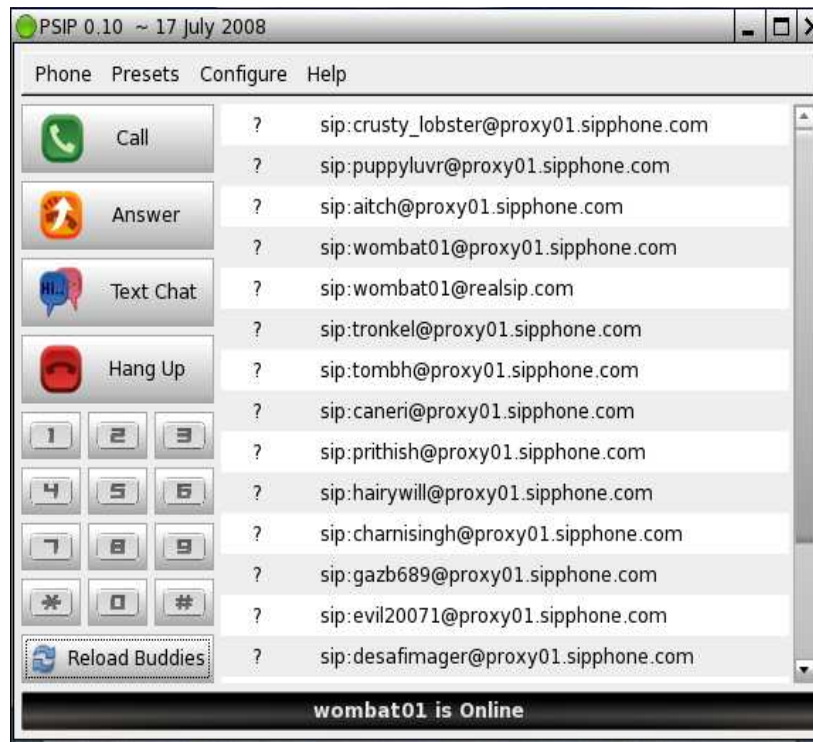 PSIP 0.10 ~ 17 July 2008
Phone Presets Configure Help
Call
Answer
Hi..
Text Chat
Hang Up
1 2 3
4 5 6
7 8 9
* 0 #
Reload Buddies
? sip:crusty_lobster@proxy01.sipphone.com
? sip:puppyluvr@proxy01.sipphone.com
? sip:aitch@proxy01.sipphone.com
? sip:wombat01@proxy01.sipphone.com
? sip:wombat01@realsip.com
? sip:tronkel@proxy01.sipphone.com
? sip:tombh@proxy01.sipphone.com
? sip:caneri@proxy01.sipphone.com
? sip:prithish@proxy01.sipphone.com
? sip:hairywill@proxy01.sipphone.com
? sip:charnisingh@proxy01.sipphone.com
? sip:gazb689@proxy01.sipphone.com
? sip:evil20071@proxy01.sipphone.com
? sip:desafimager@proxy01.sipphone.com
wombat01 is Online